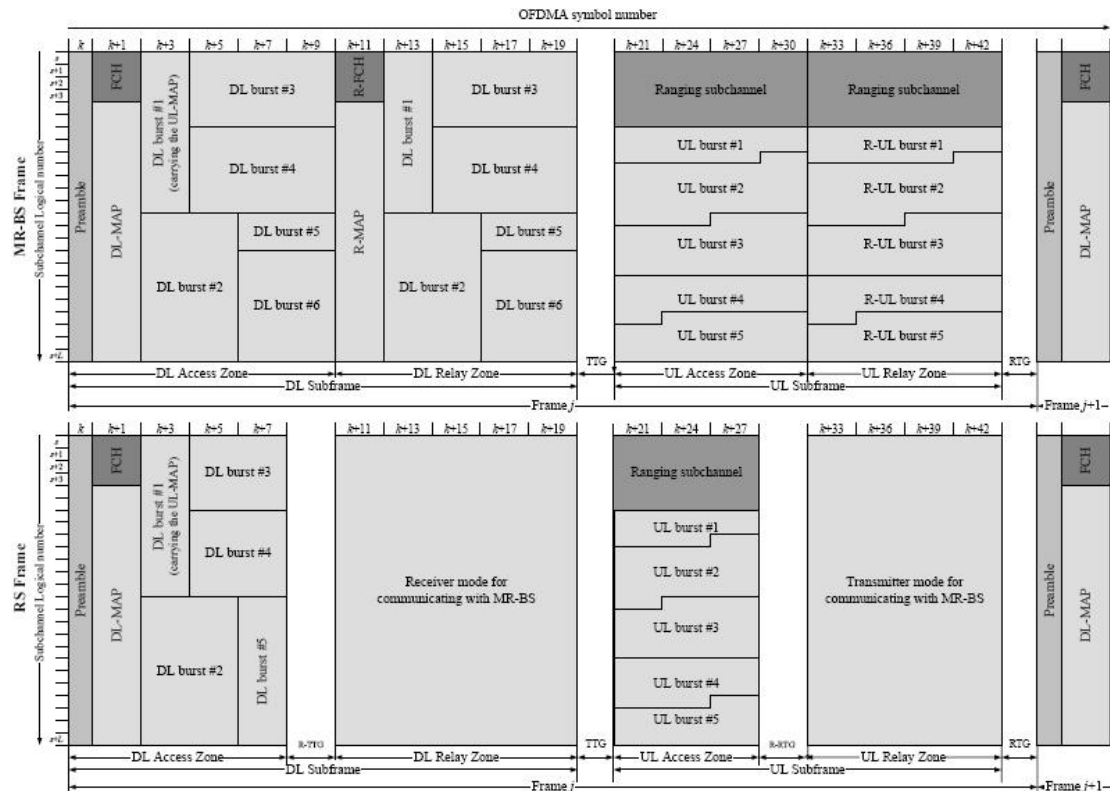 OFDMA symbol number
k k+1 k+3 k+5 k+7 k+9 k+11 k+13 k+15 k+17 k+19 k+21 k+24 k+27 k+30 k+33 k+36 k+39 k+42
MR-BS Frame
Subchannel Logical number
s
s+1
s+2
s+3
s+L
Preamble
FCH
DL-MAP
DL burst #1
(carrying the UL-MAP)
DL burst #3
DL burst #4
DL burst #2
DL burst #5
DL burst #6
R-FCH
R-MAP
DL burst #1
DL burst #3
DL burst #4
DL burst #2
DL burst #5
DL burst #6
Ranging subchannel
UL burst #1
UL burst #2
UL burst #3
UL burst #4
UL burst #5
Ranging subchannel
R-UL burst #1
R-UL burst #2
R-UL burst #3
R-UL burst #4
R-UL burst #5
Preamble
FCH
DL-MAP
DL Access Zone
DL Relay Zone
TTG
UL Access Zone
UL Relay Zone
RTG
DL Subframe
UL Subframe
Frame j
Frame j+1
k k+1 k+3 k+5 k+7 k+11 k+13 k+15 k+17 k+19 k+21 k+24 k+27 k+33 k+36 k+39 k+42
RS Frame
Subchannel Logical number
s
s+1
s+2
s+3
s+L
Preamble
FCH
DL-MAP
DL burst #1
(carrying the UL-MAP)
DL burst #3
DL burst #4
DL burst #2
DL burst #5
Receiver mode for
communicating with MR-BS
Ranging subchannel
UL burst #1
UL burst #2
UL burst #3
UL burst #4
UL burst #5
Transmitter mode for
communicating with MR-BS
Preamble
FCH
DL-MAP
DL Access Zone
R-TTG
DL Relay Zone
TTG
UL Access Zone
R-RTG
UL Relay Zone
RTG
DL Subframe
UL Subframe
Frame j
Frame j+1